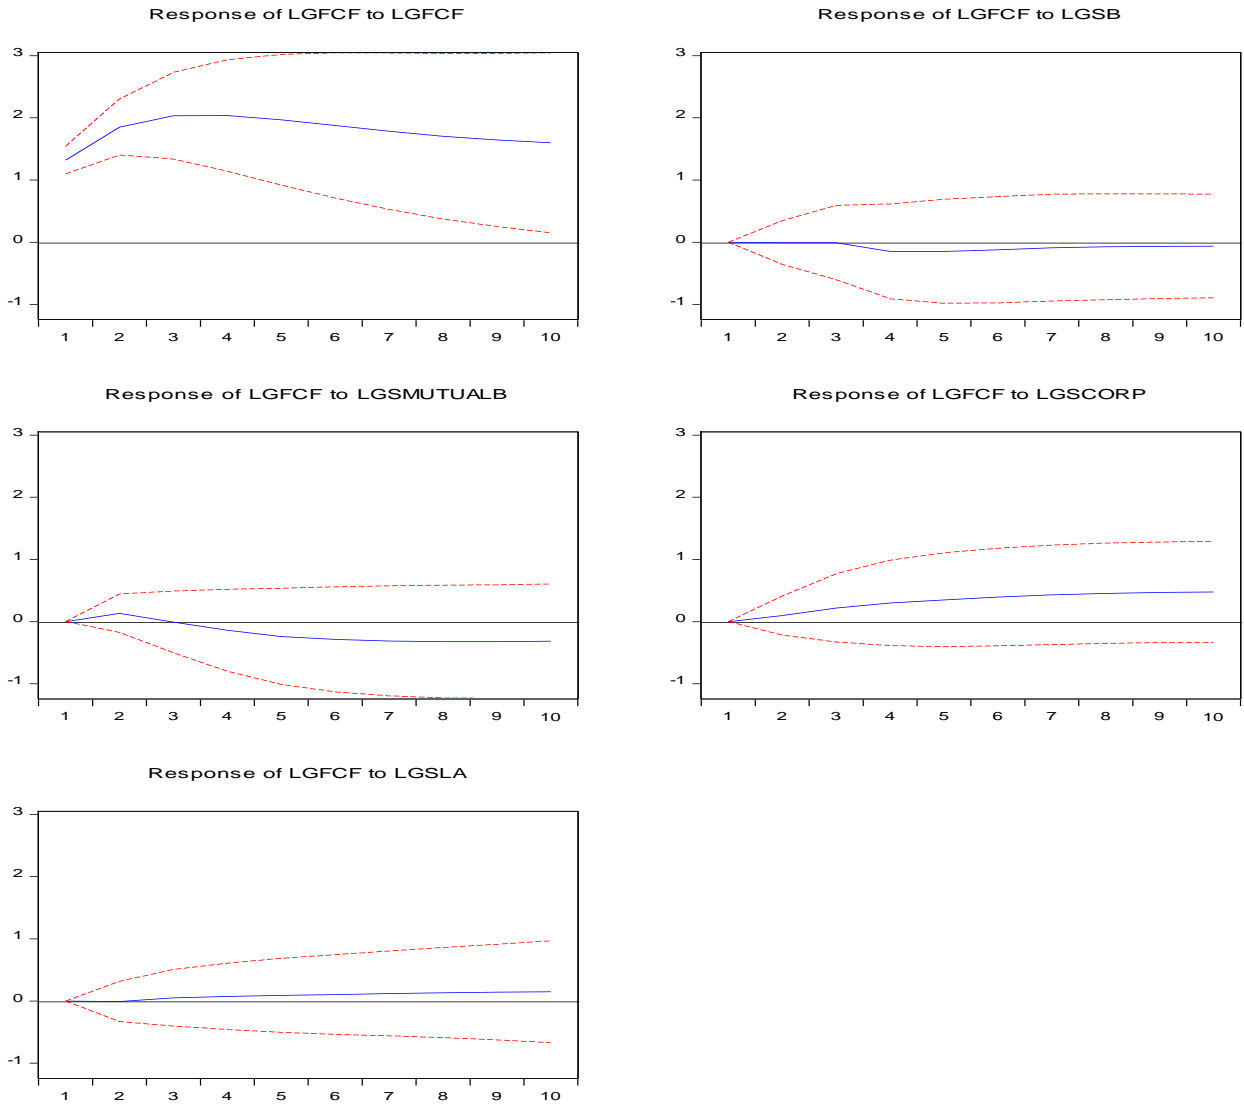 Response of LGFCF to LGFCF
3
2
1
0
-1
1 2 3 4 5 6 7 8 9 10
Response of LGFCF to LGSB
3
2
1
0
-1
1 2 3 4 5 6 7 8 9 10
Response of LGFCF to LGSMUTUALB
3
2
1
0
-1
1 2 3 4 5 6 7 8 9 10
Response of LGFCF to LGSCORP
3
2
1
0
-1
1 2 3 4 5 6 7 8 9 10
Response of LGFCF to LGSLA
3
2
1
0
-1
1 2 3 4 5 6 7 8 9 10